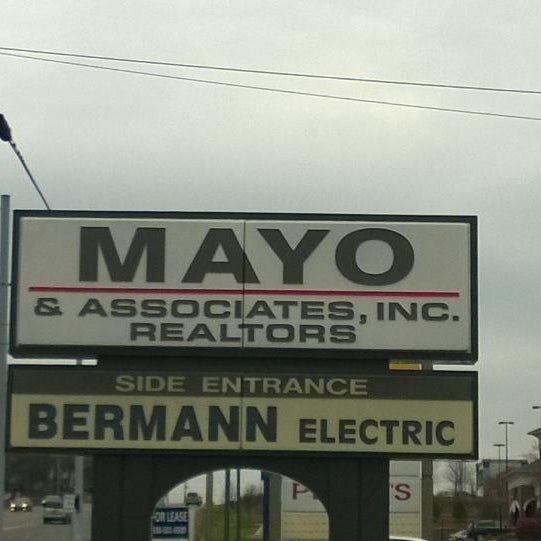 MAYO
& ASSOCIATES, INC.
REALTORS
SIDE ENTRANCE
BERMANN ELECTRIC
FOR LEASE